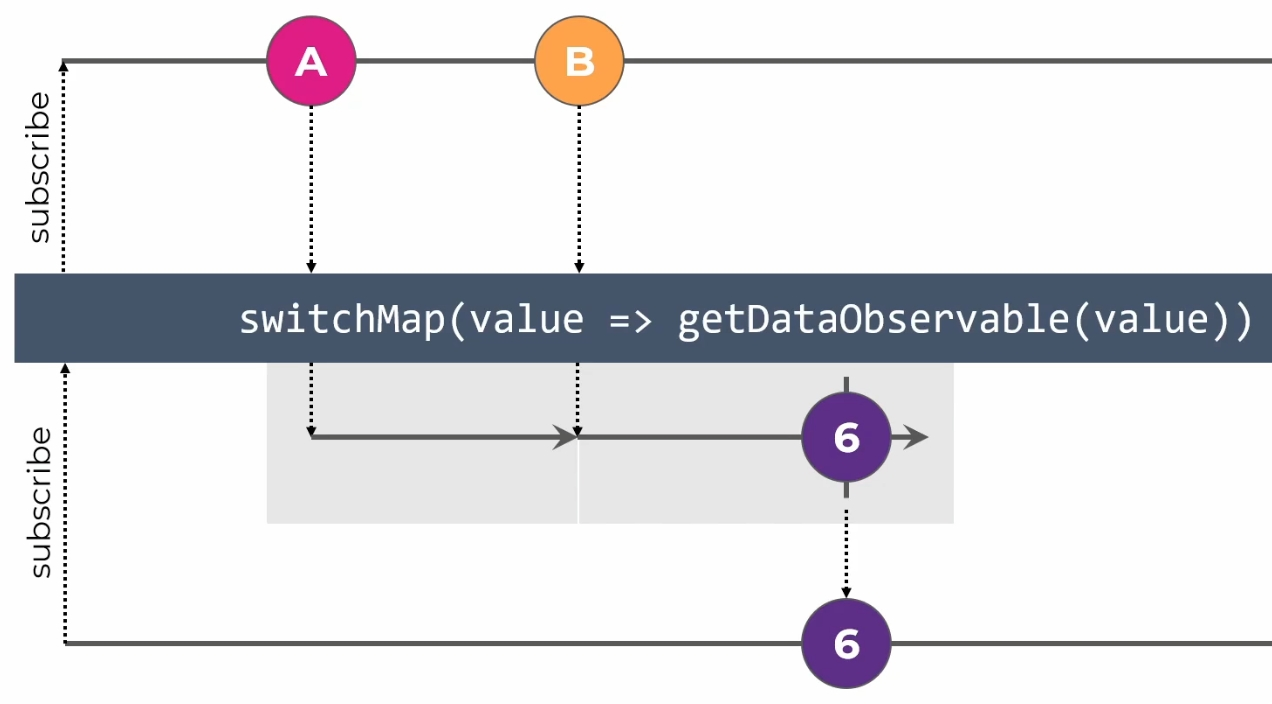 A
B
subscribe
switchMap(value => getDataObservable(value))
6
subscribe
6